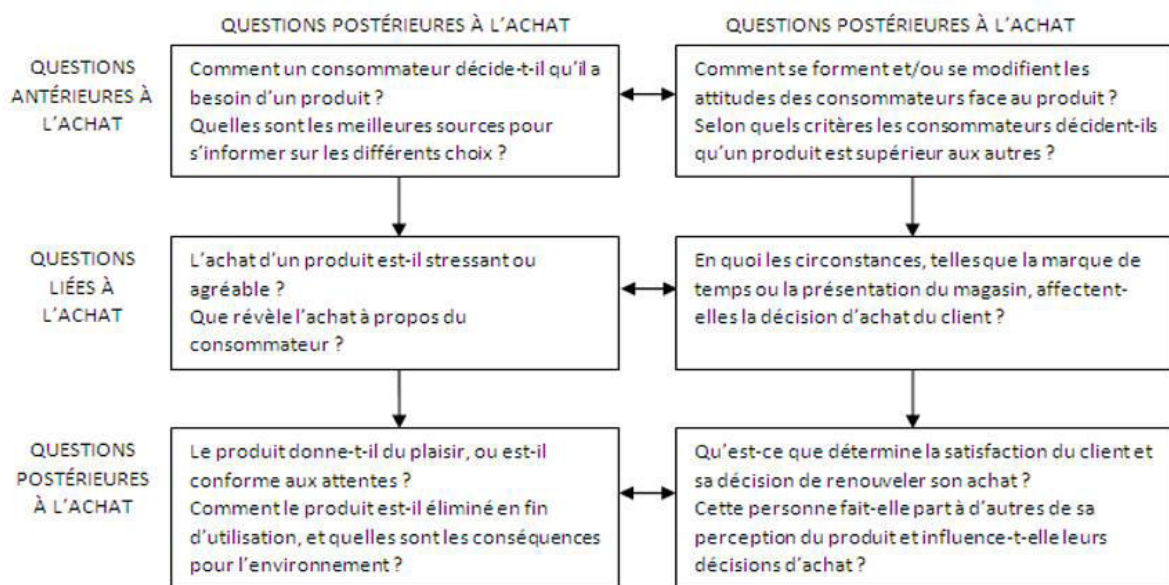 QUESTIONS POSTÉRIEURES À L'ACHAT
QUESTIONS POSTÉRIEURES À L'ACHAT
QUESTIONS
ANTÉRIEURES À
L'ACHAT
Comment un consommateur décide-t-il qu'il a
besoin d'un produit ?
Quelles sont les meilleures sources pour
s'informer sur les différents choix ?
Comment se forment et/ou se modifient les
attitudes des consommateurs face au produit ?
Selon quels critères les consommateurs décident-ils
qu'un produit est supérieur aux autres ?
QUESTIONS
LIÉES À
L'ACHAT
L'achat d'un produit est-il stressant ou
agréable ?
Que révèle l'achat à propos du
consommateur ?
En quoi les circonstances, telles que la marque de
temps ou la présentation du magasin, affectent-
elles la décision d'achat du client ?
QUESTIONS
POSTÉRIEURES
À L'ACHAT
Le produit donne-t-il du plaisir, ou est-il
conforme aux attentes ?
Comment le produit est-il éliminé en fin
d'utilisation, et quelles sont les conséquences
pour l'environnement ?
Qu'est-ce que détermine la satisfaction du client et
sa décision de renouveler son achat ?
Cette personne fait-elle part à d'autres de sa
perception du produit et influence-t-elle leurs
décisions d'achat ?